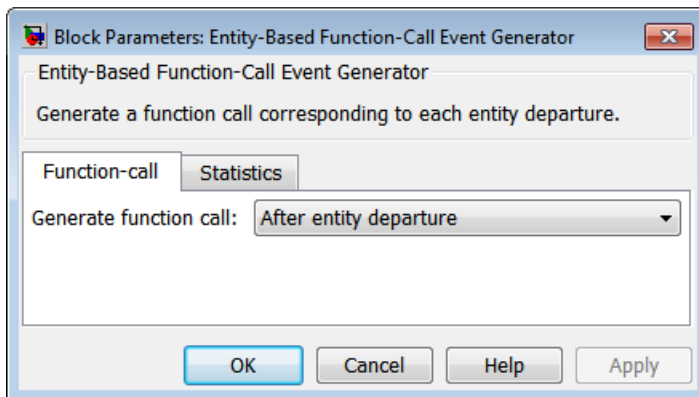 Block Parameters: Entity-Based Function-Call Event Generator
Entity-Based Function-Call Event Generator
Generate a function call corresponding to each entity departure.
Function-call Statistics
Generate function call: After entity departure
OK Cancel Help Apply